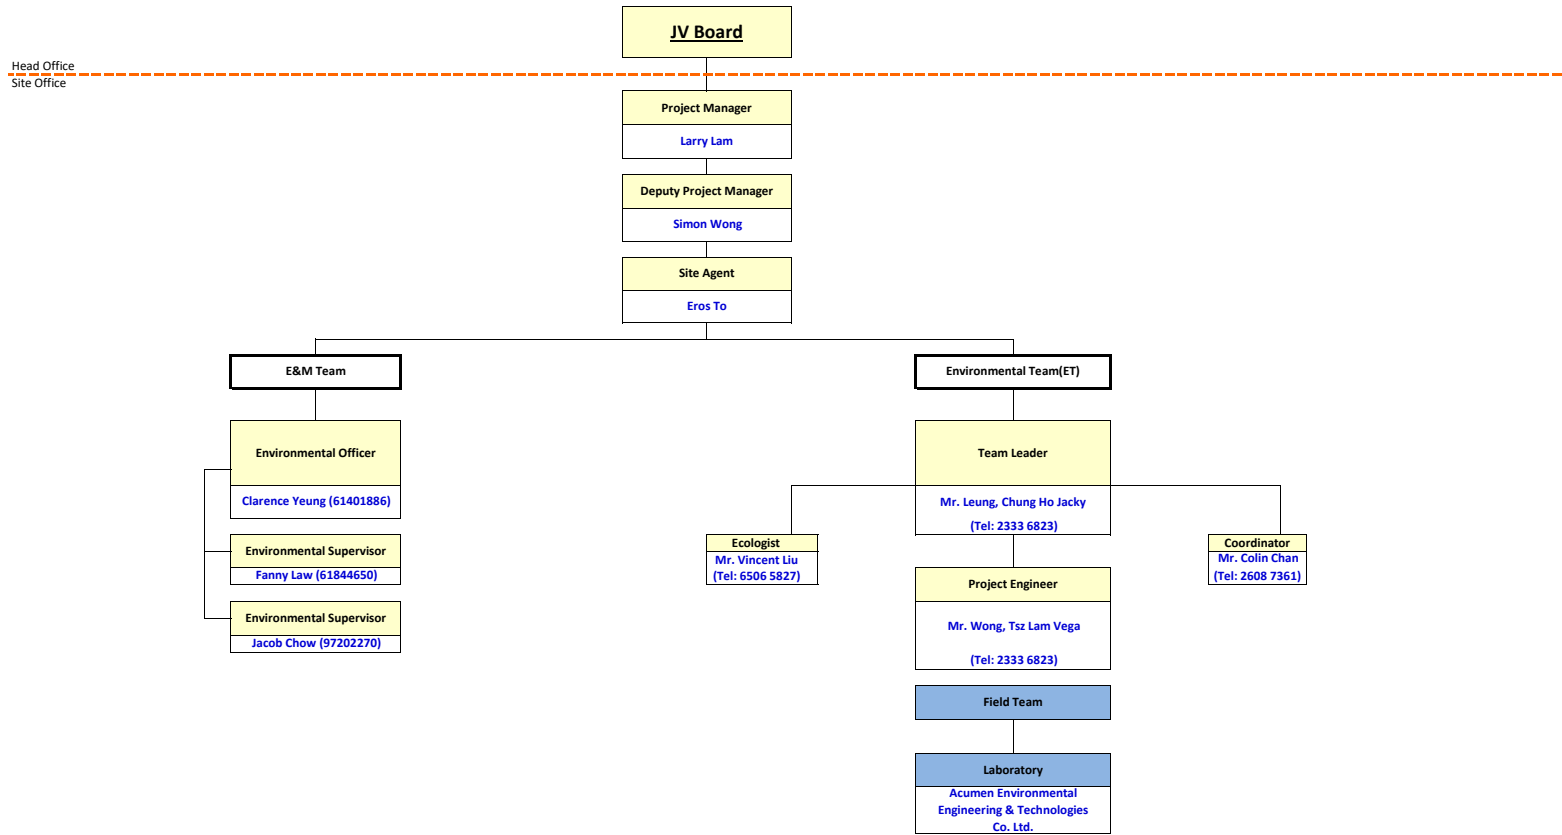 JV Board
Head Office
Site Office
Project Manager
Larry Lam
Deputy Project Manager
Simon Wong
Site Agent
Eros To
E&M Team
Environmental Officer
Clarence Yeung (61401886)
Environmental Supervisor
Fanny Law (61844650)
Environmental Supervisor
Jacob Chow (97202270)
Environmental Team(ET)
Team Leader
Mr. Leung, Chung Ho Jacky
(Tel: 2333 6823)
Ecologist
Mr. Vincent Liu
(Tel: 6506 5827)
Coordinator
Mr. Colin Chan
(Tel: 2608 7361)
Project Engineer
Mr. Wong, Tsz Lam Vega
(Tel: 2333 6823)
Field Team
Laboratory
Acumen Environmental
Engineering & Technologies
Co. Ltd.